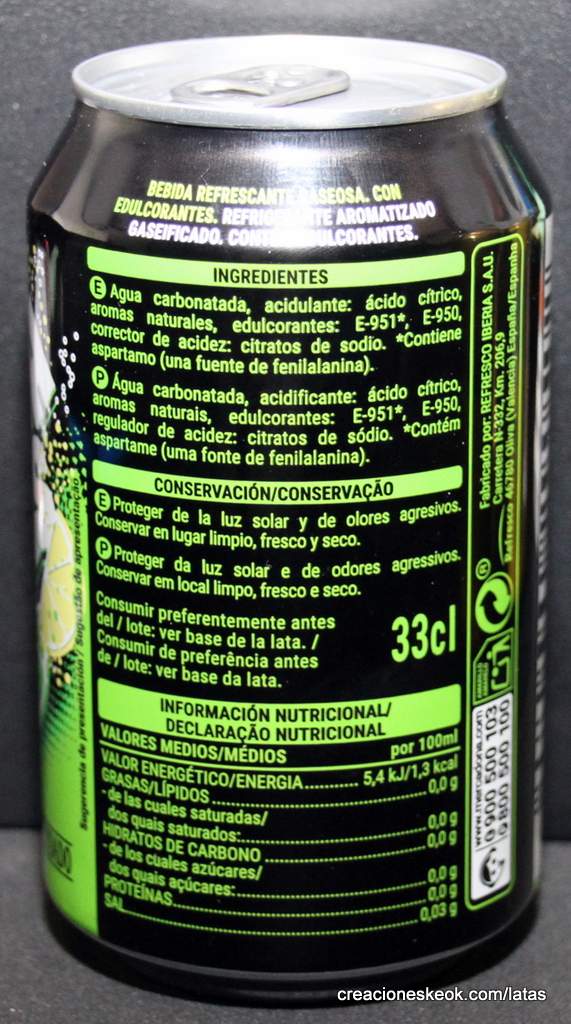 BEBIDA REFRESCANTE GASEOSA. CON
EDULCORANTES. REFRIGERANTE AROMATIZADO
GASEIFICADO. CONTÉM EDULCORANTES.
INGREDIENTES
E Agua carbonatada, acidulante: ácido cítrico,
aromas naturales, edulcorantes: E-951*, E-950,
corrector de acidez: citratos de sodio. *Contiene
aspartamo (una fuente de fenilalanina).
P Água carbonatada, acidificante: ácido cítrico,
aromas naturais, edulcorantes: E-951*, E-950,
regulador de acidez: citratos de sódio. *Contém
aspartame (uma fonte de fenilalanina).
CONSERVACIÓN/CONSERVAÇÃO
E Proteger de la luz solar y de olores agresivos.
Conservar en lugar limpio, fresco y seco.
P Proteger da luz solar e de odores agressivos.
Conservar em local limpo, fresco e seco.
Consumir preferentemente antes
del / lote: ver base de la lata. /
Consumir de preferência antes
de / lote: ver base da lata.
33cl
INFORMACIÓN NUTRICIONAL/
DECLARAÇÃO NUTRICIONAL
VALORES MEDIOS/MÉDIOS por 100ml
VALOR ENERGÉTICO/ENERGIA........... 5,4 kJ/1,3 kcal
GRASAS/LÍPIDOS........................................0,0 g
- de las cuales saturadas/
dos quais saturados:....................................0,0 g
HIDRATOS DE CARBONO ..............................0,0 g
- de los cuales azúcares/
dos quais açúcares:.....................................0,0 g
PROTEÍNAS................................................0,0 g
SAL..........................................................0,03 g
Fabricado por: REFRESCO IBERIA S.A.U.
Carretera N-332, Km. 206,9
46780 Oliva (Valencia) España/Espanha
Refresco
®
www.mercadona.com
E 900 500 103
P 800 500 100
Sugerencia de presentación / Sugestão de apresentação
creacioneskeok.com/latas